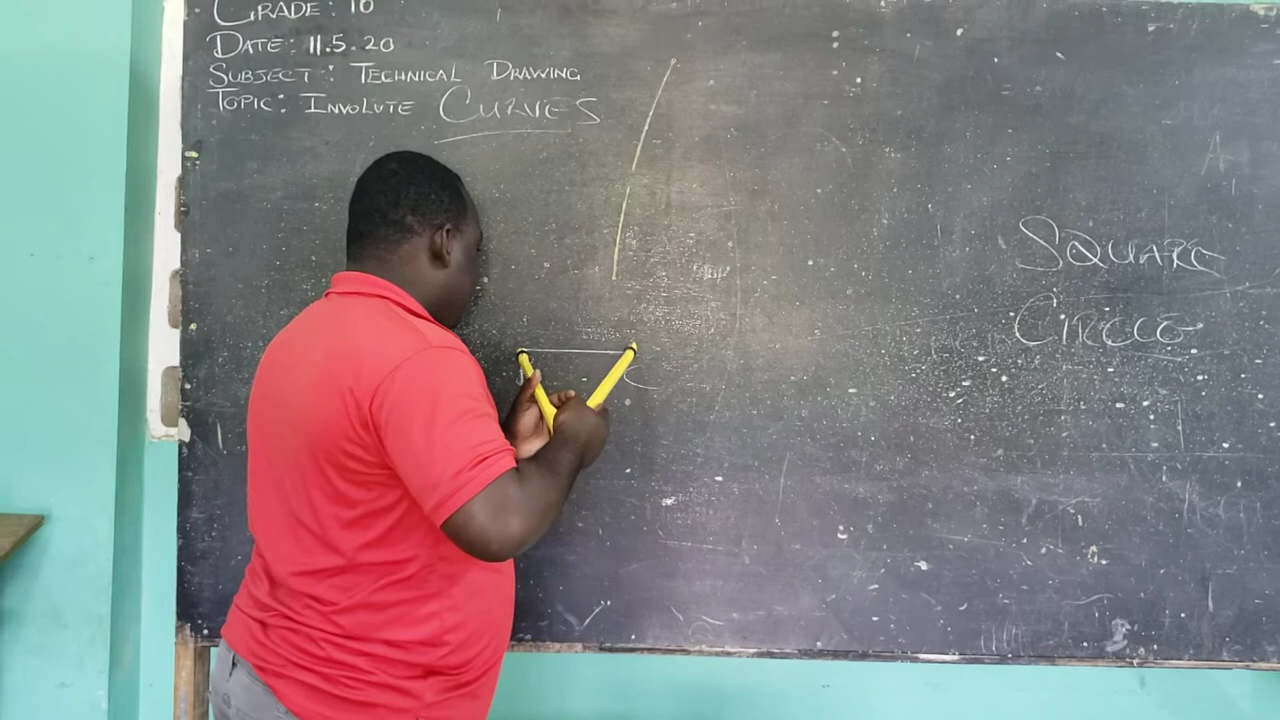 GRADE: 10
DATE: 11.5.20
SUBJECT: TECHNICAL DRAWING
TOPIC: INVOLUTE CURVES
SQUARE
CIRCLE
C
A